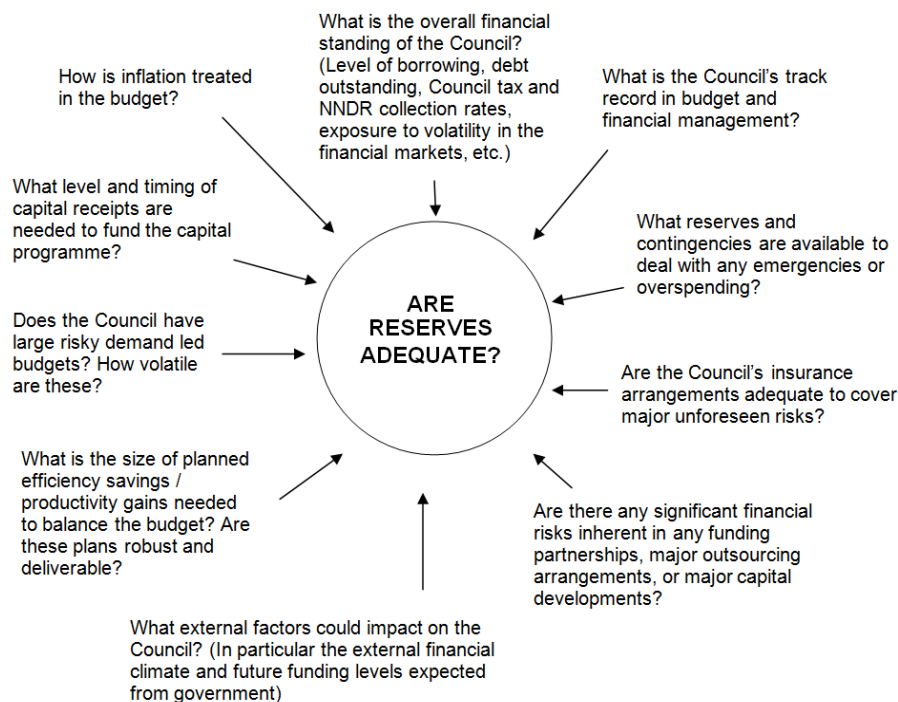 What is the overall financial
standing of the Council?
(Level of borrowing, debt
outstanding, Council tax and
NNDR collection rates,
exposure to volatility in the
financial markets, etc.)
What is the Council's track
record in budget and
financial management?
What reserves and
contingencies are available to
deal with any emergencies or
overspending?
Are the Council's insurance
arrangements adequate to cover
major unforeseen risks?
Are there any significant financial
risks inherent in any funding
partnerships, major outsourcing
arrangements, or major capital
developments?
What external factors could impact on the
Council? (In particular the external financial
climate and future funding levels expected
from government)
What is the size of planned
efficiency savings /
productivity gains needed
to balance the budget? Are
these plans robust and
deliverable?
Does the Council have
large risky demand led
budgets? How volatile
are these?
What level and timing of
capital receipts are
needed to fund the capital
programme?
How is inflation treated
in the budget?
ARE
RESERVES
ADEQUATE?